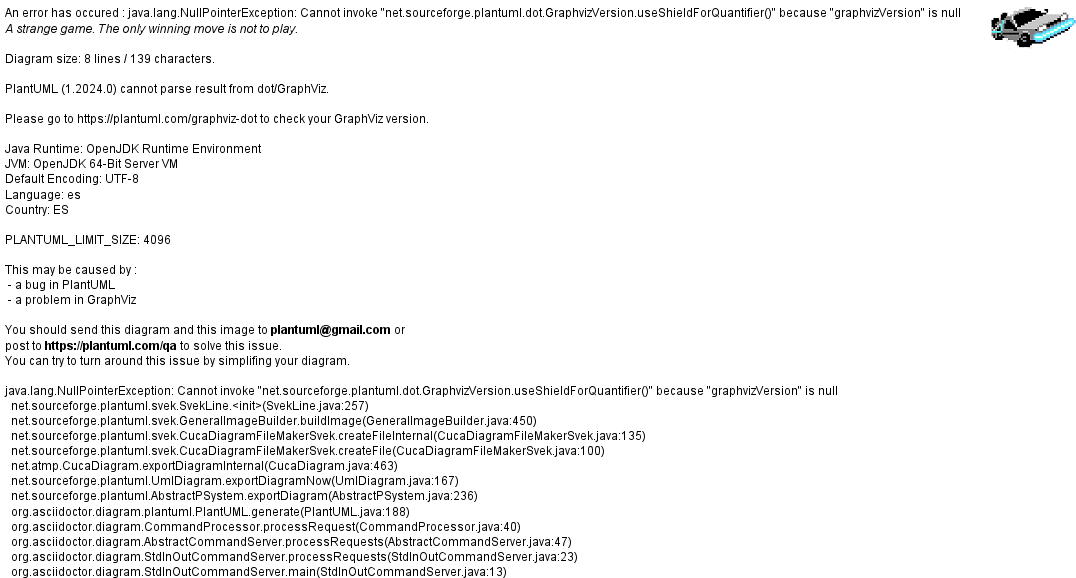 An error has occured : java.lang.NullPointerException: Cannot invoke "net.sourceforge.plantuml.dot.GraphvizVersion.useShieldForQuantifier()" because "graphvizVersion" is null
A strange game. The only winning move is not to play.
Diagram size: 8 lines / 139 characters.
PlantUML (1.2024.0) cannot parse result from dot/GraphViz.
Please go to https://plantuml.com/graphviz-dot to check your GraphViz version.
Java Runtime: OpenJDK Runtime Environment
JVM: OpenJDK 64-Bit Server VM
Default Encoding: UTF-8
Language: es
Country: ES
PLANTUML_LIMIT_SIZE: 4096
This may be caused by :
- a bug in PlantUML
- a problem in GraphViz
You should send this diagram and this image to plantuml@gmail.com or
post to https://plantuml.com/qa to solve this issue.
You can try to turn around this issue by simplifing your diagram.
java.lang.NullPointerException: Cannot invoke "net.sourceforge.plantuml.dot.GraphvizVersion.useShieldForQuantifier()" because "graphvizVersion" is null
net.sourceforge.plantuml.svek.SvekLine.<init>(SvekLine.java:257)
net.sourceforge.plantuml.svek.GeneralImageBuilder.buildImage(GeneralImageBuilder.java:450)
net.sourceforge.plantuml.svek.CucaDiagramFileMakerSvek.createFileInternal(CucaDiagramFileMakerSvek.java:135)
net.sourceforge.plantuml.svek.CucaDiagramFileMakerSvek.createFile(CucaDiagramFileMakerSvek.java:100)
net.atmp.CucaDiagram.exportDiagramInternal(CucaDiagram.java:463)
net.sourceforge.plantuml.UmlDiagram.exportDiagramNow(UmlDiagram.java:167)
net.sourceforge.plantuml.AbstractPSystem.exportDiagram(AbstractPSystem.java:236)
org.asciidoctor.diagram.plantuml.PlantUML.generate(PlantUML.java:188)
org.asciidoctor.diagram.CommandProcessor.processRequest(CommandProcessor.java:40)
org.asciidoctor.diagram.AbstractCommandServer.processRequests(AbstractCommandServer.java:47)
org.asciidoctor.diagram.StdInOutCommandServer.processRequests(StdInOutCommandServer.java:23)
org.asciidoctor.diagram.StdInOutCommandServer.main(StdInOutCommandServer.java:13)